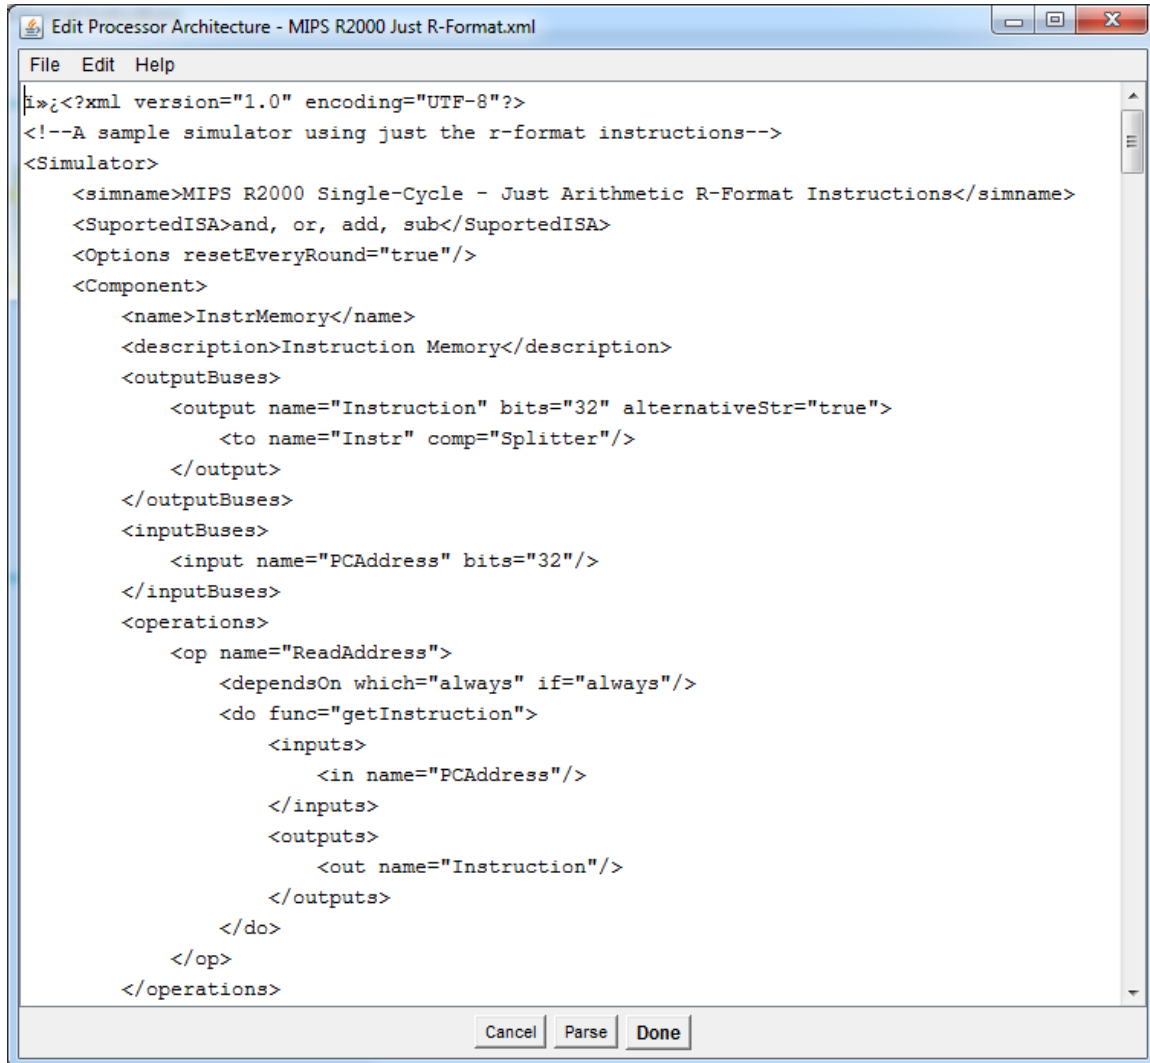 Edit Processor Architecture - MIPS R2000 Just R-Format.xml
File Edit Help
ï»¿<?xml version="1.0" encoding="UTF-8"?>
<!--A sample simulator using just the r-format instructions-->
<Simulator>
    <simname>MIPS R2000 Single-Cycle - Just Arithmetic R-Format Instructions</simname>
    <SuportedISA>and, or, add, sub</SuportedISA>
    <Options resetEveryRound="true"/>
    <Component>
        <name>InstrMemory</name>
        <description>Instruction Memory</description>
        <outputBuses>
            <output name="Instruction" bits="32" alternativeStr="true">
                <to name="Instr" comp="Splitter"/>
            </output>
        </outputBuses>
        <inputBuses>
            <input name="PCAddress" bits="32"/>
        </inputBuses>
        <operations>
            <op name="ReadAddress">
                <dependsOn which="always" if="always"/>
                <do func="getInstruction">
                    <inputs>
                        <in name="PCAddress"/>
                    </inputs>
                    <outputs>
                        <out name="Instruction"/>
                    </outputs>
                </do>
            </op>
        </operations>
Cancel Parse Done